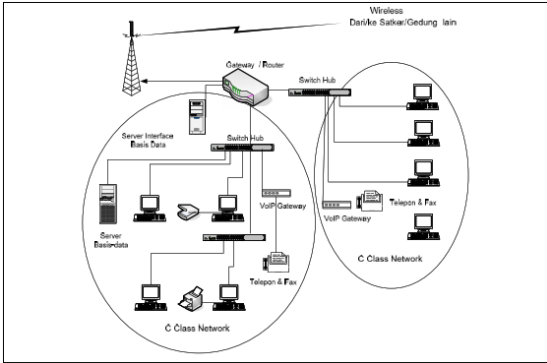 Wireless
Dari/ke Satker/Gedung lain
Gateway / Router
Switch Hub
Server Interface
Basis Data
Switch Hub
VoIP Gateway
VoIP Gateway
Telepon & Fax
Server
Basis-data
Telepon & Fax
C Class Network
C Class Network